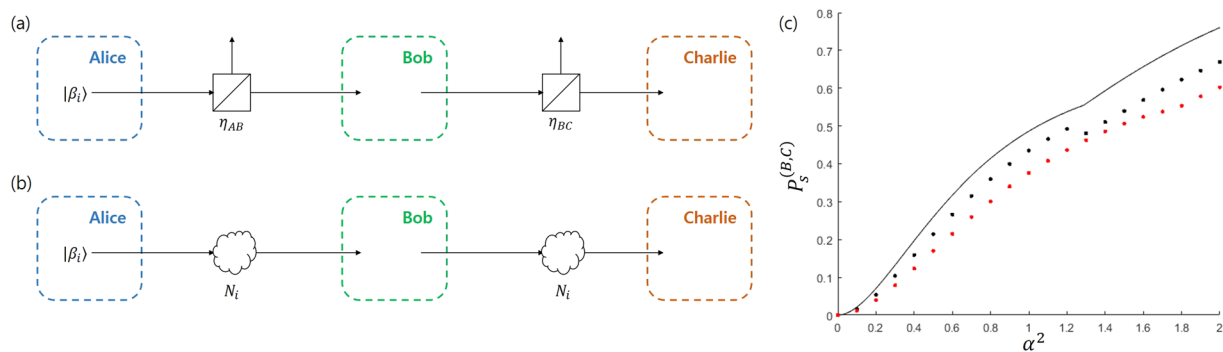 (a)
Alice
Bob
Charlie
|β_i⟩
η_AB
η_BC
(b)
Alice
Bob
Charlie
|β_i⟩
N_i
N_i
(c)
P_s^(B,C)
0.8
0.7
0.6
0.5
0.4
0.3
0.2
0.1
0
0 0.2 0.4 0.6 0.8 1 1.2 1.4 1.6 1.8 2
α²